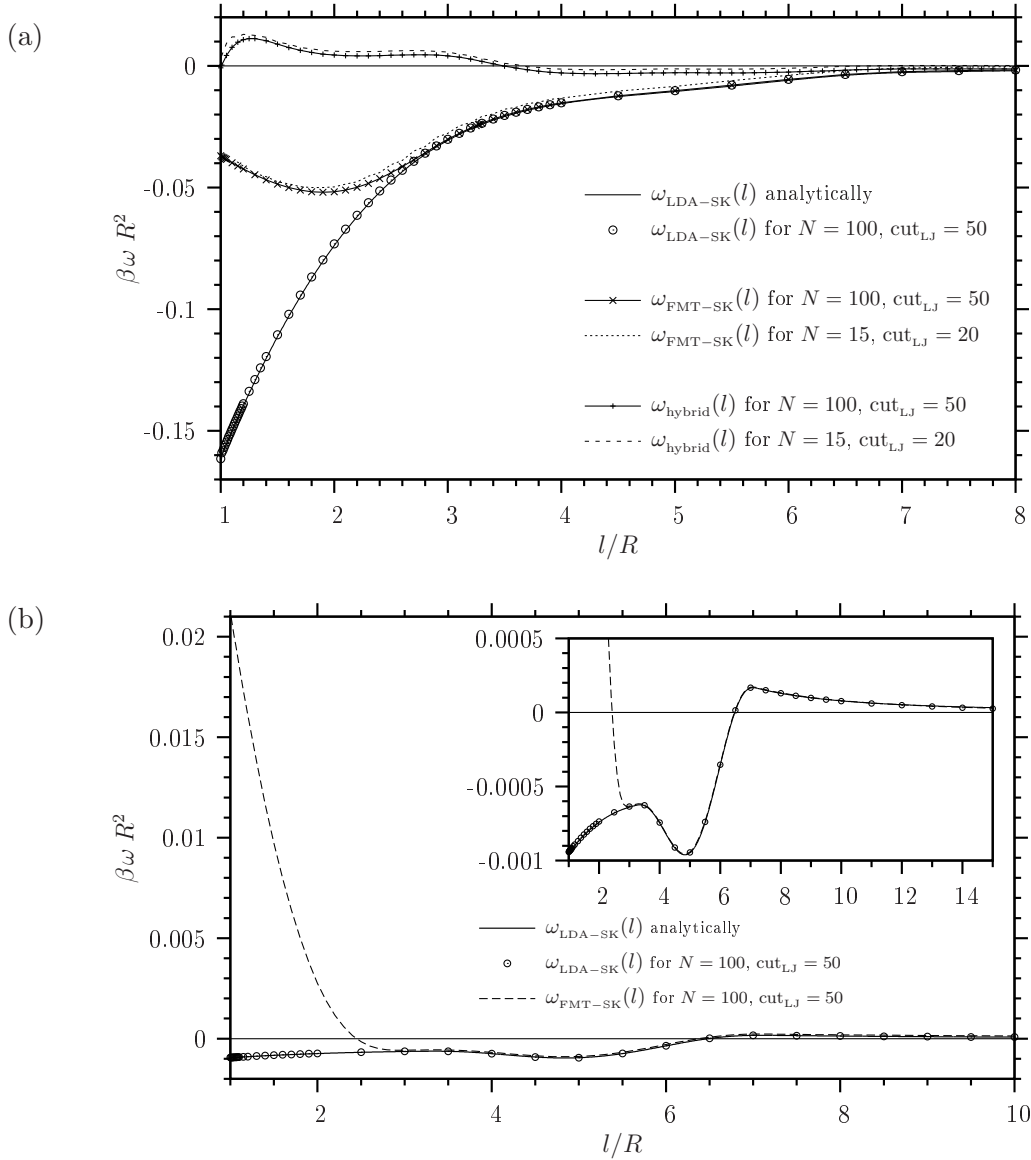 (a)
0
-0.05
-0.1
-0.15
βω R²
ω_LDA−SK(l) analytically
ω_LDA−SK(l) for N = 100, cut_LJ = 50
ω_FMT−SK(l) for N = 100, cut_LJ = 50
ω_FMT−SK(l) for N = 15, cut_LJ = 20
ω_hybrid(l) for N = 100, cut_LJ = 50
ω_hybrid(l) for N = 15, cut_LJ = 20
1 2 3 4 5 6 7 8
l/R
(b)
0.02
0.015
0.01
0.005
0
βω R²
0.0005
0
-0.0005
-0.001
2 4 6 8 10 12 14
ω_LDA−SK(l) analytically
ω_LDA−SK(l) for N = 100, cut_LJ = 50
ω_FMT−SK(l) for N = 100, cut_LJ = 50
2 4 6 8 10
l/R